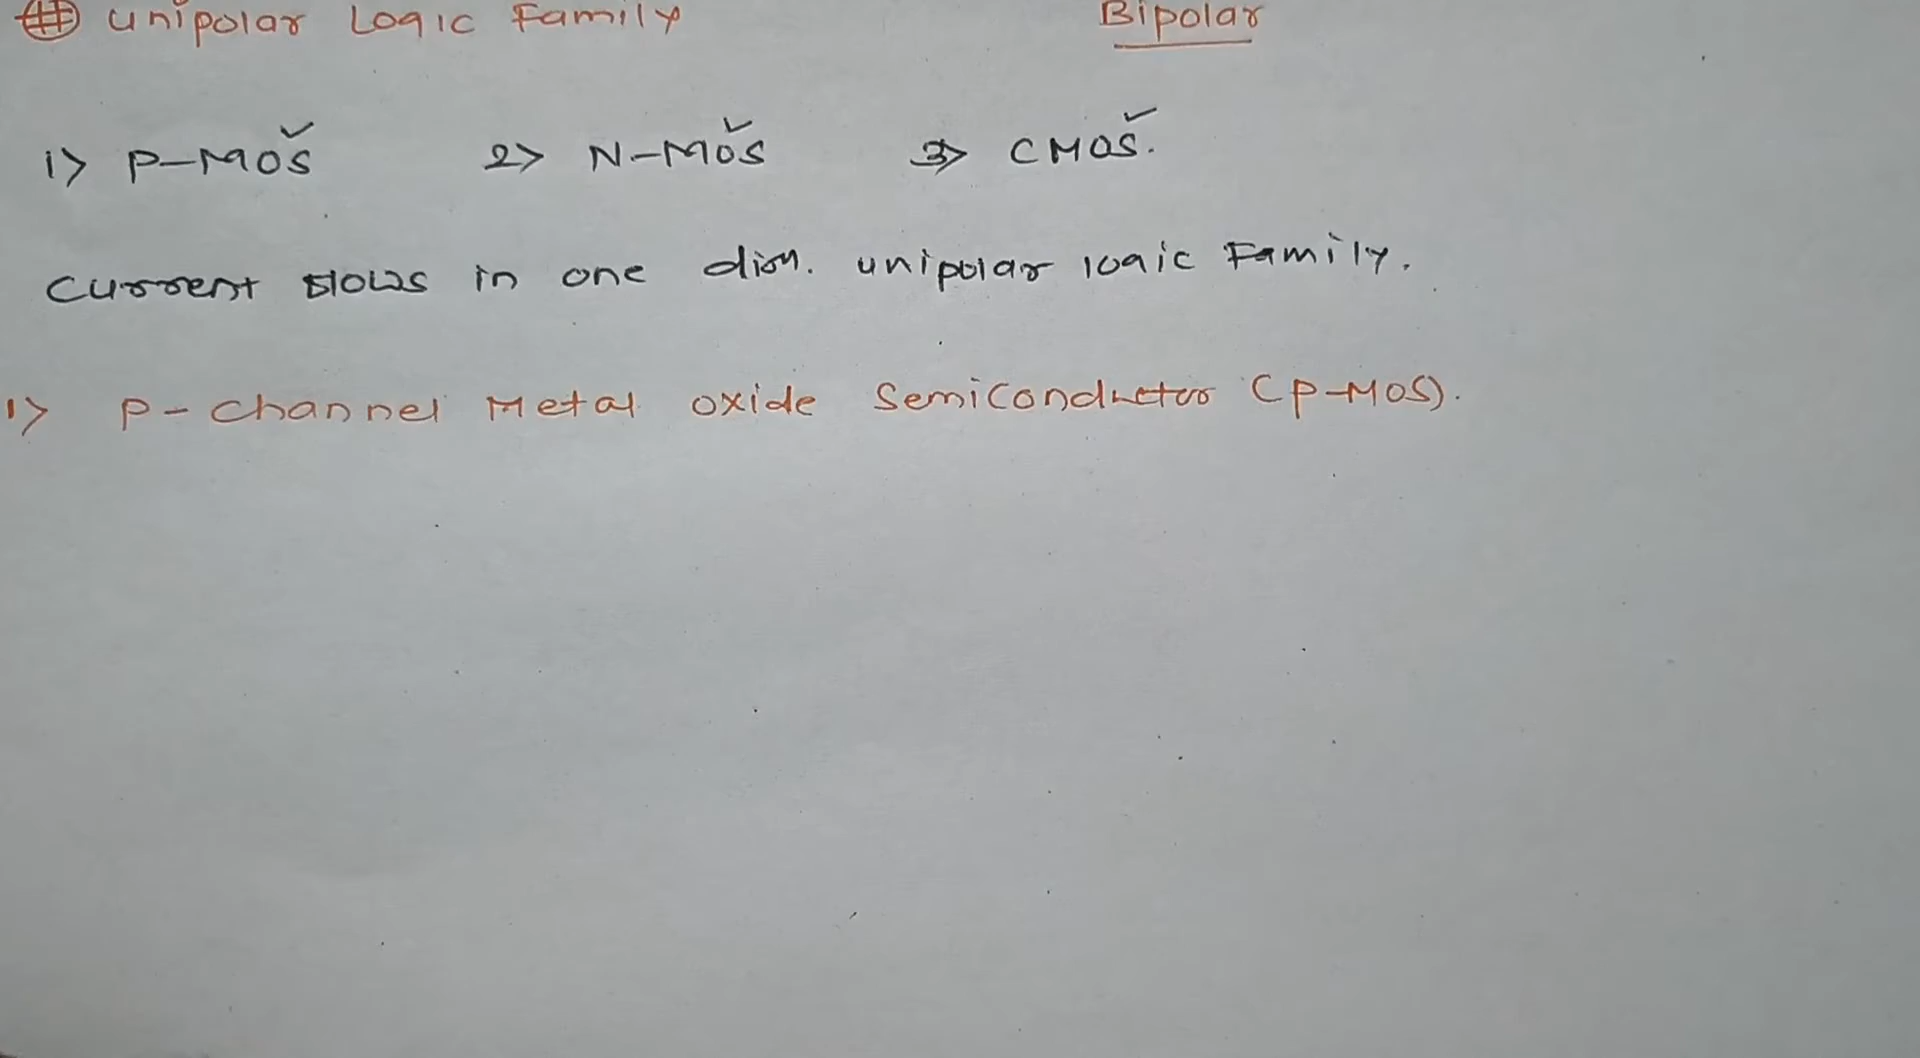 # Unipolar Logic Family Bipolar
1> P-MOS 2> N-MOS 3> CMOS.
Current flows in one dirn. unipolar logic Family.
1> P-channel Metal oxide Semiconductor (P-MOS).